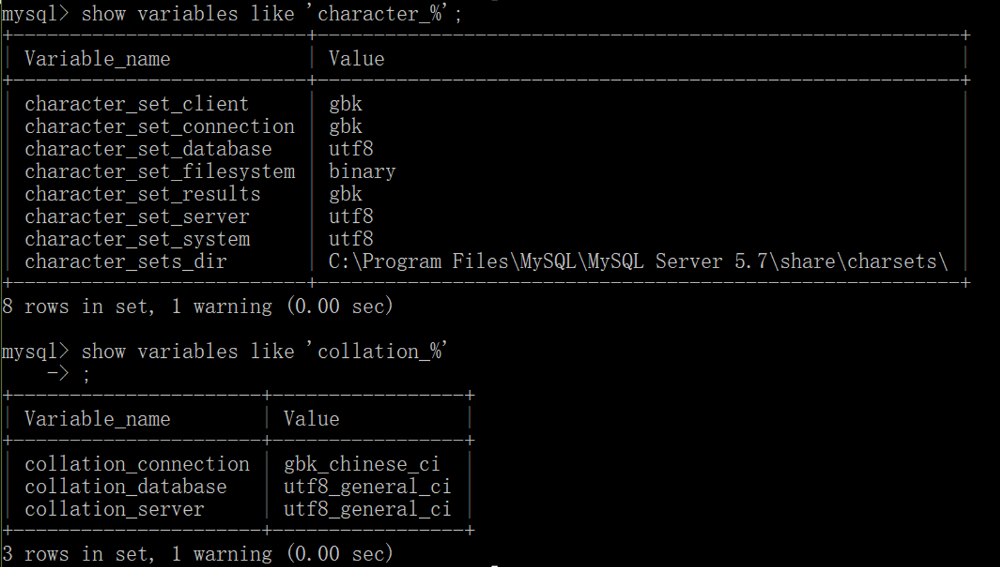 mysql> show variables like 'character_%';
+--------------------------+---------------------------------------------------------+
| Variable_name            | Value                                                   |
+--------------------------+---------------------------------------------------------+
| character_set_client     | gbk                                                     |
| character_set_connection | gbk                                                     |
| character_set_database   | utf8                                                    |
| character_set_filesystem | binary                                                  |
| character_set_results    | gbk                                                     |
| character_set_server     | utf8                                                    |
| character_set_system     | utf8                                                    |
| character_sets_dir       | C:\Program Files\MySQL\MySQL Server 5.7\share\charsets\ |
+--------------------------+---------------------------------------------------------+
8 rows in set, 1 warning (0.00 sec)
mysql> show variables like 'collation_%'
    -> ;
+----------------------+-----------------+
| Variable_name        | Value           |
+----------------------+-----------------+
| collation_connection | gbk_chinese_ci  |
| collation_database   | utf8_general_ci |
| collation_server     | utf8_general_ci |
+----------------------+-----------------+
3 rows in set, 1 warning (0.00 sec)